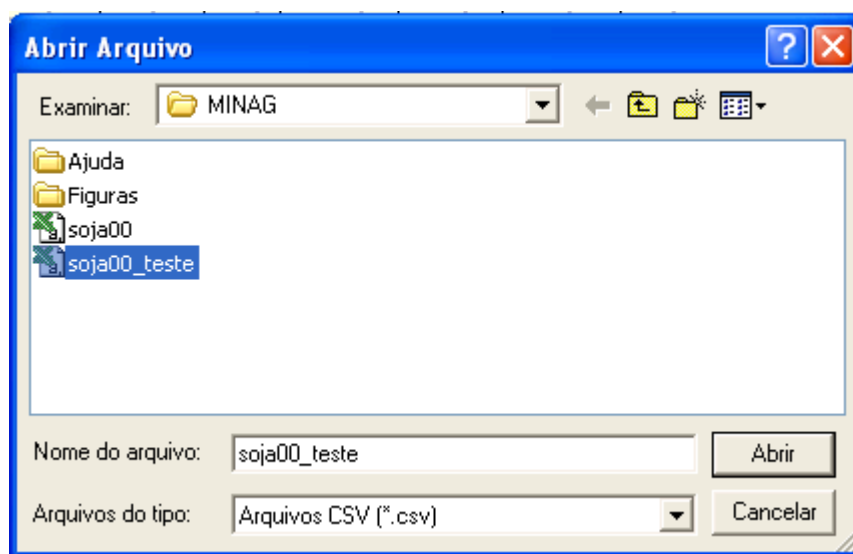 Abrir Arquivo
Examinar: MINAG
Ajuda
Figuras
soja00
soja00_teste
Nome do arquivo: soja00_teste Abrir
Arquivos do tipo: Arquivos CSV (*.csv) Cancelar